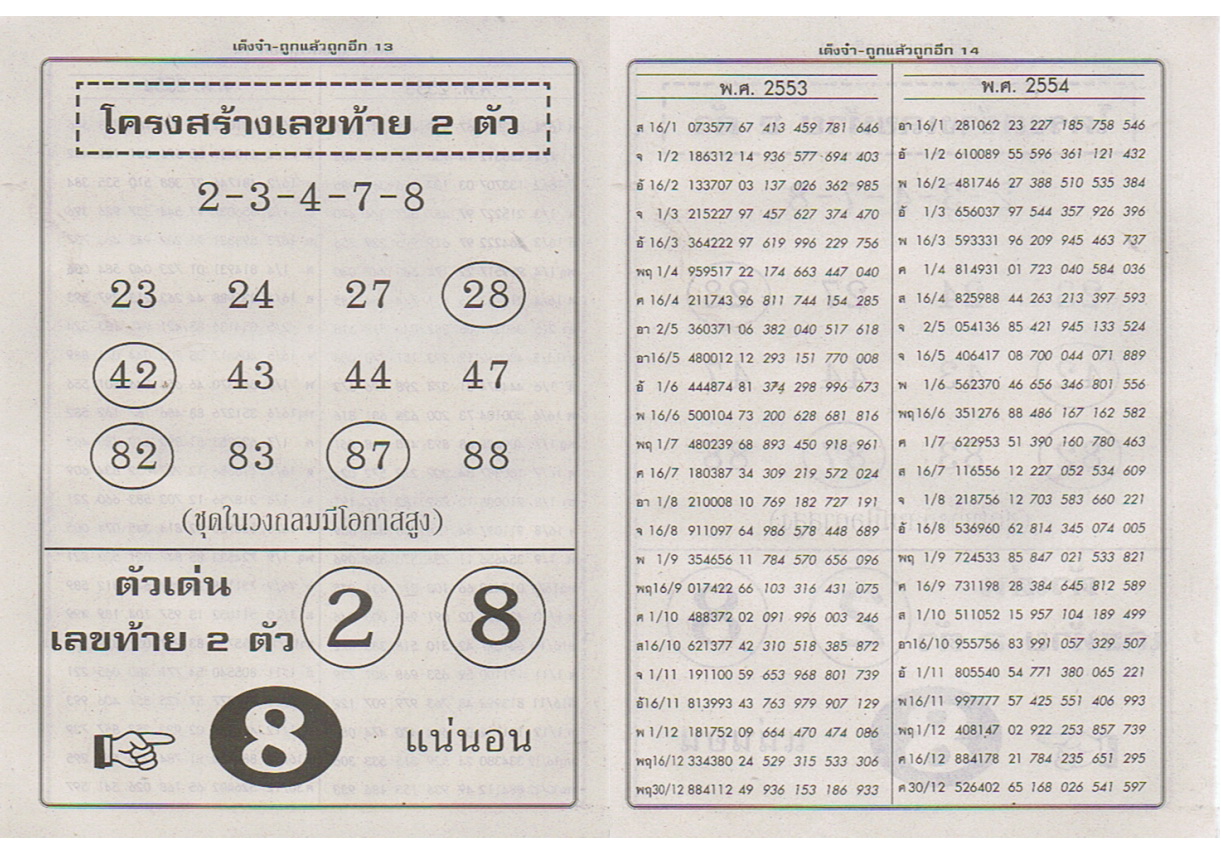 เต็งจ๋า-ถูกแล้วถูกอีก 13
โครงสร้างเลขท้าย 2 ตัว
2-3-4-7-8
23 24 27 28
42 43 44 47
82 83 87 88
(ชุดในวงกลมมีโอกาสสูง)
ตัวเด่น
เลขท้าย 2 ตัว 2 8
8 แน่นอน
เต็งจ๋า-ถูกแล้วถูกอีก 14
พ.ศ. 2553
ส 16/1 073577 67 413 459 781 646
จ 1/2 186312 14 936 577 694 403
อั 16/2 133707 03 137 026 362 985
จ 1/3 215227 97 457 627 374 470
อั 16/3 364222 97 619 996 229 756
พฤ 1/4 959517 22 174 663 447 040
ศ 16/4 211743 96 811 744 154 285
อา 2/5 360371 06 382 040 517 618
อา16/5 480012 12 293 151 770 008
อั 1/6 444874 81 374 298 996 673
พ 16/6 500104 73 200 628 681 816
พฤ 1/7 480239 68 893 450 918 961
ศ 16/7 180387 34 309 219 572 024
อา 1/8 210008 10 769 182 727 191
จ 16/8 911097 64 986 578 448 689
พ 1/9 354656 11 784 570 656 096
พฤ16/9 017422 66 103 316 431 075
ศ 1/10 488372 02 091 996 003 246
ส16/10 621377 42 310 518 385 872
จ 1/11 191100 59 653 968 801 739
อั16/11 813993 43 763 979 907 129
พ 1/12 181752 09 664 470 474 086
พฤ16/12 334380 24 529 315 533 306
พฤ30/12 884112 49 936 153 186 933
พ.ศ. 2554
อา16/1 281062 23 227 185 758 546
อั 1/2 610089 55 596 361 121 432
พ 16/2 481746 27 388 510 535 384
อั 1/3 656037 97 544 357 926 396
พ 16/3 593331 96 209 945 463 737
ศ 1/4 814931 01 723 040 584 036
ส 16/4 825988 44 263 213 397 593
จ 2/5 054136 85 421 945 133 524
จ 16/5 406417 08 700 044 071 889
พ 1/6 562370 46 656 346 801 556
พฤ16/6 351276 88 486 167 162 582
ศ 1/7 622953 51 390 160 780 463
ส 16/7 116556 12 227 052 534 609
จ 1/8 218756 12 703 583 660 221
อั 16/8 536960 62 814 345 074 005
พฤ 1/9 724533 85 847 021 533 821
ศ 16/9 731198 28 384 645 812 589
ส 1/10 511052 15 957 104 189 499
อา16/10 955756 83 991 057 329 507
อั 1/11 805540 54 771 380 065 221
พ16/11 997777 57 425 551 406 993
พฤ1/12 408147 02 922 253 857 739
ศ16/12 884178 21 784 235 651 295
ศ30/12 526402 65 168 026 541 597